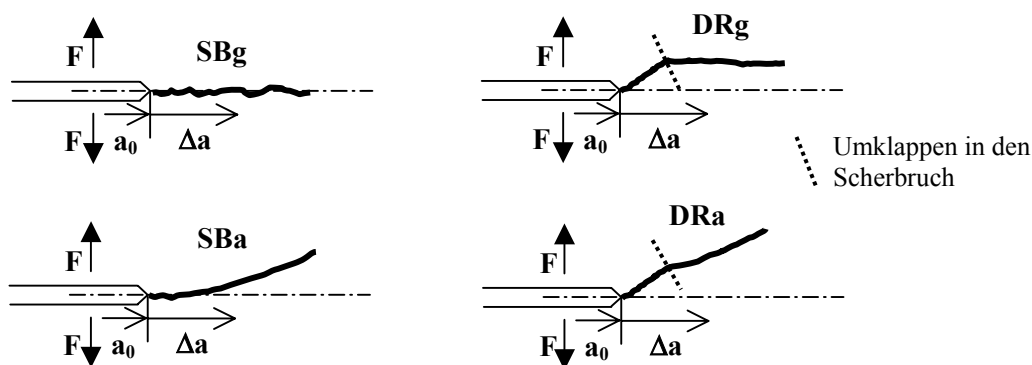 SBg
F
F
a₀
Δa
DRg
F
F
a₀
Δa
Umklappen in den
Scherbruch
SBa
F
F
a₀
Δa
DRa
F
F
a₀
Δa